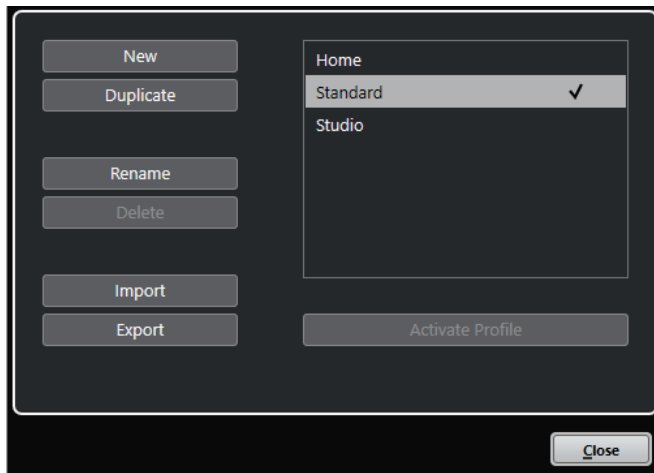 New
Duplicate
Rename
Delete
Import
Export
Home
Standard
Studio
Activate Profile
Close